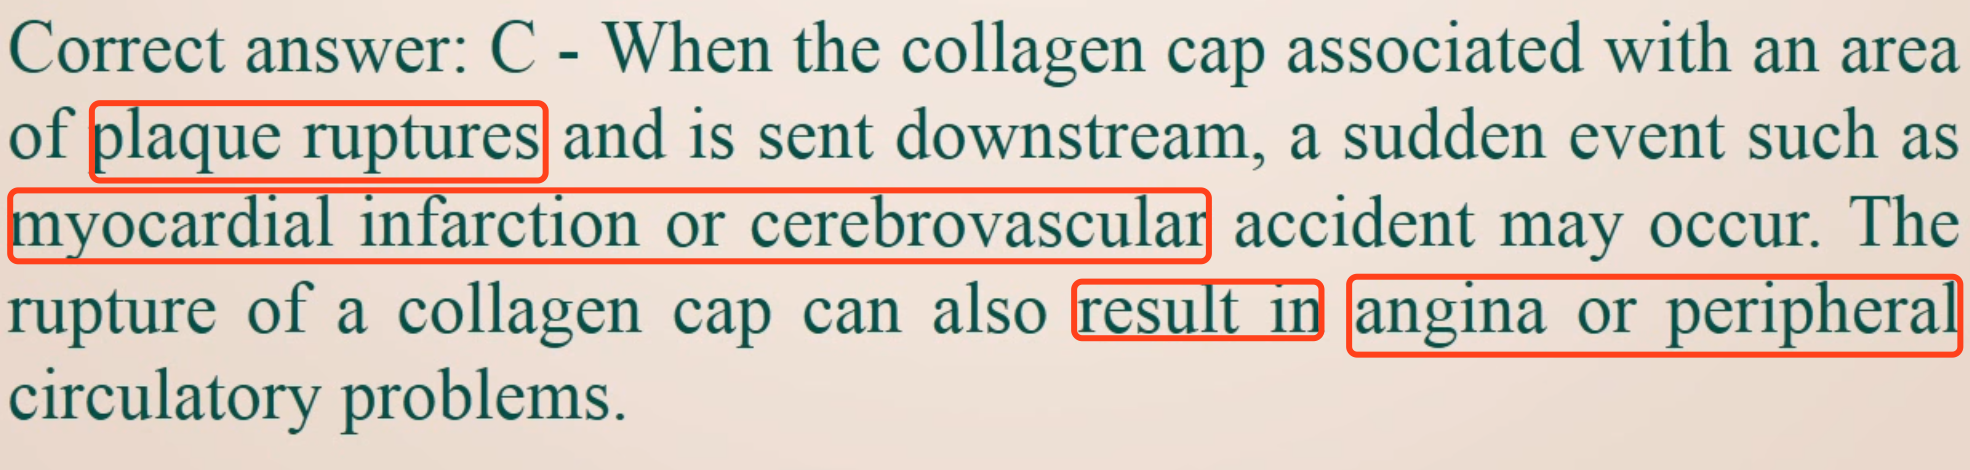 Correct answer: C - When the collagen cap associated with an area
of plaque ruptures and is sent downstream, a sudden event such as
myocardial infarction or cerebrovascular accident may occur. The
rupture of a collagen cap can also result in angina or peripheral
circulatory problems.